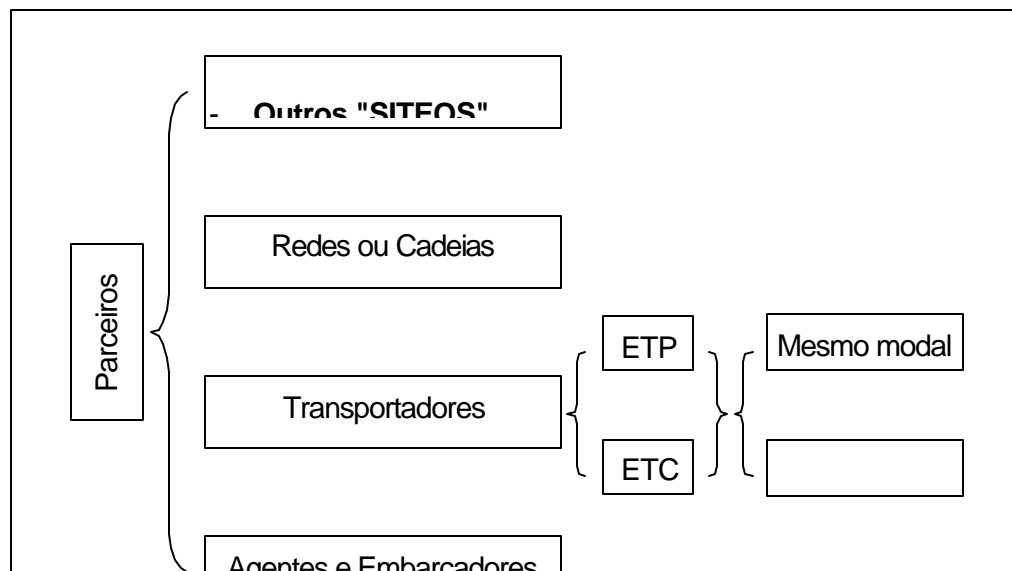 - Outros "SITEOS"
Redes ou Cadeias
Parceiros
ETP
Mesmo modal
Transportadores
ETC
Agentes e Embarcadores